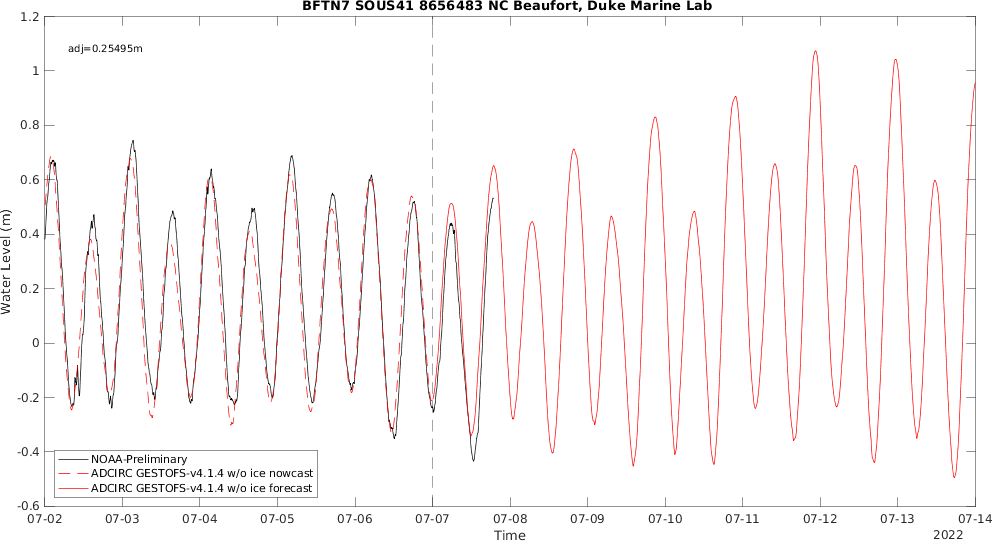 BFTN7 SOUS41 8656483 NC Beaufort, Duke Marine Lab
adj=0.25495m
Water Level (m)
1.2
1
0.8
0.6
0.4
0.2
0
-0.2
-0.4
-0.6
NOAA-Preliminary
ADCIRC GESTOFS-v4.1.4 w/o ice nowcast
ADCIRC GESTOFS-v4.1.4 w/o ice forecast
07-02 07-03 07-04 07-05 07-06 07-07 07-08 07-09 07-10 07-11 07-12 07-13 07-14
Time
2022